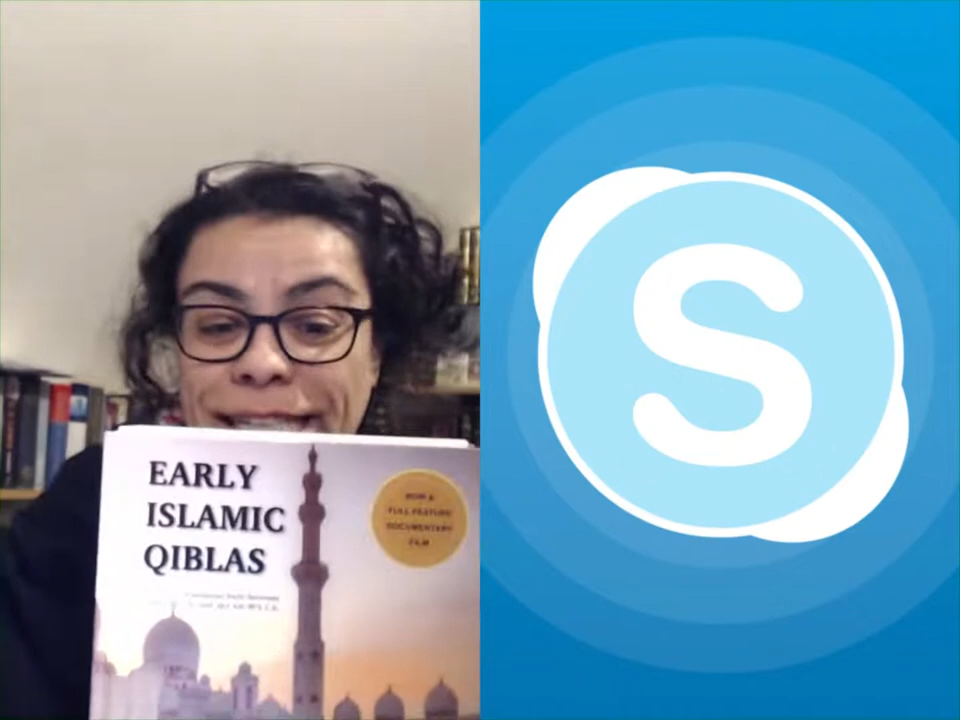 EARLY
ISLAMIC
QIBLAS
NOW A
FULL FEATURE
DOCUMENTARY
FILM
S